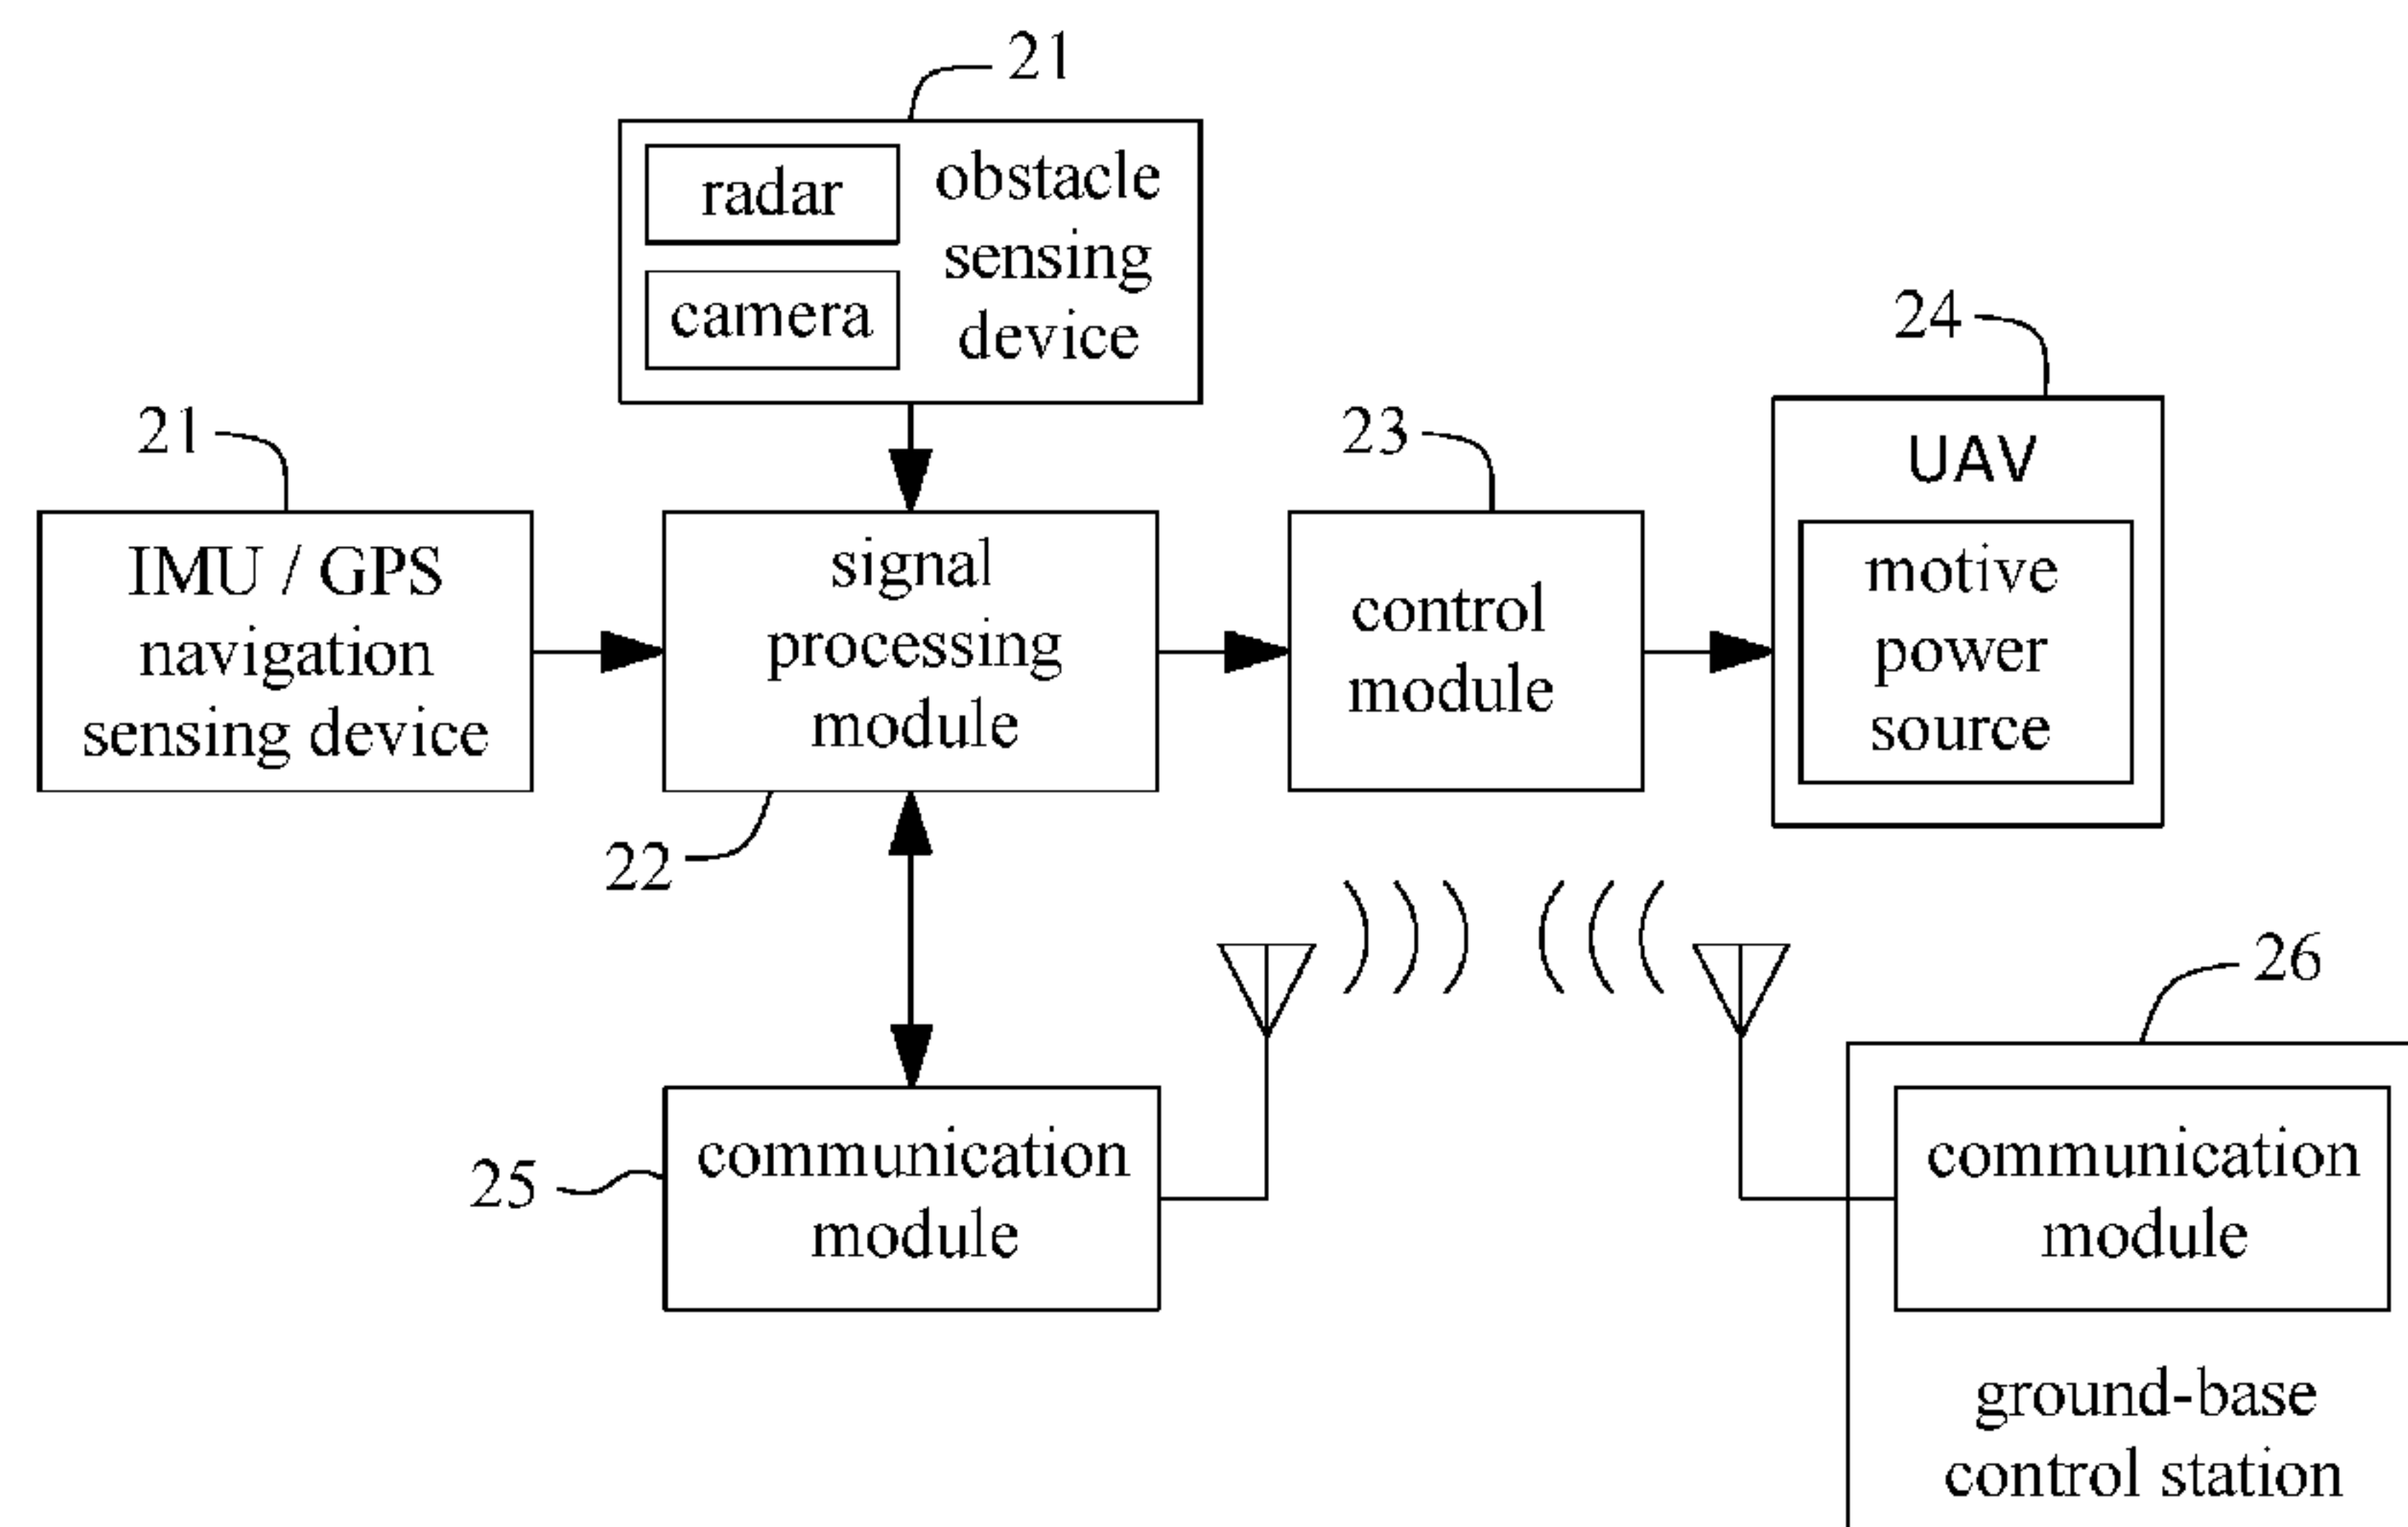 21
radar
camera
obstacle
sensing
device
21
IMU / GPS
navigation
sensing device
signal
processing
module
22
23
control
module
24
UAV
motive
power
source
25
communication
module
26
communication
module
ground-base
control station